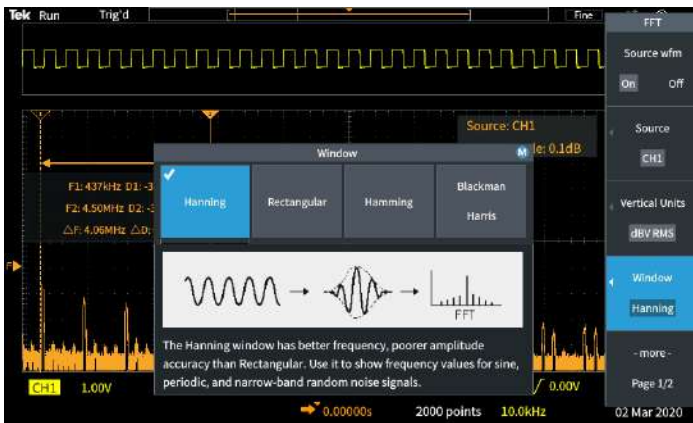 Tek Run Trig'd Fine
FFT
Source wfm
On Off
Source
CH1
Vertical Units
dBV RMS
Window
Hanning
- more -
Page 1/2
Source: CH1
le: 0.1dB
F1: 437kHz D1: -3
F2: 4.50MHz D2: -3
△F: 4.06MHz △D:
Window M
Hanning
Rectangular
Hamming
Blackman
Harris
FFT
The Hanning window has better frequency, poorer amplitude
accuracy than Rectangular. Use it to show frequency values for sine,
periodic, and narrow-band random noise signals.
CH1 1.00V 0.00V
0.00000s 2000 points 10.0kHz 02 Mar 2020